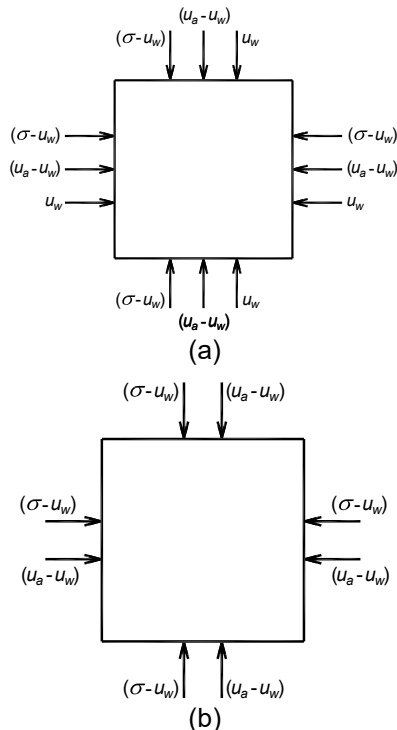 (u_a - u_w)
(σ - u_w) u_w
(σ - u_w) (σ - u_w)
(u_a - u_w) (u_a - u_w)
u_w u_w
(σ - u_w) u_w
(u_a - u_w)
(a)
(σ - u_w) (u_a - u_w)
(σ - u_w) (σ - u_w)
(u_a - u_w) (u_a - u_w)
(σ - u_w) (u_a - u_w)
(b)